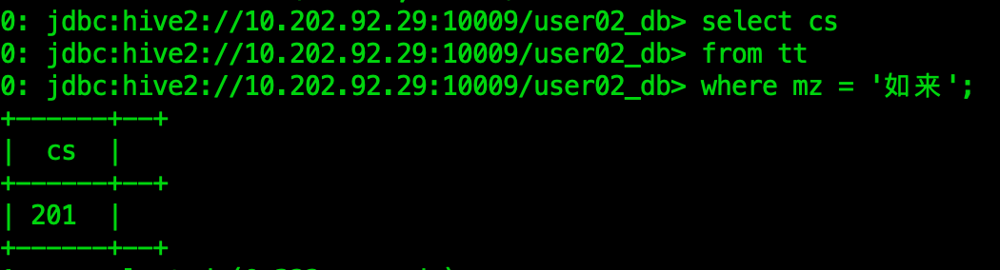 0: jdbc:hive2://10.202.92.29:10009/user02_db> select cs
0: jdbc:hive2://10.202.92.29:10009/user02_db> from tt
0: jdbc:hive2://10.202.92.29:10009/user02_db> where mz = '如来';
+------+--+
|  cs  |
+------+--+
| 201  |
+------+--+